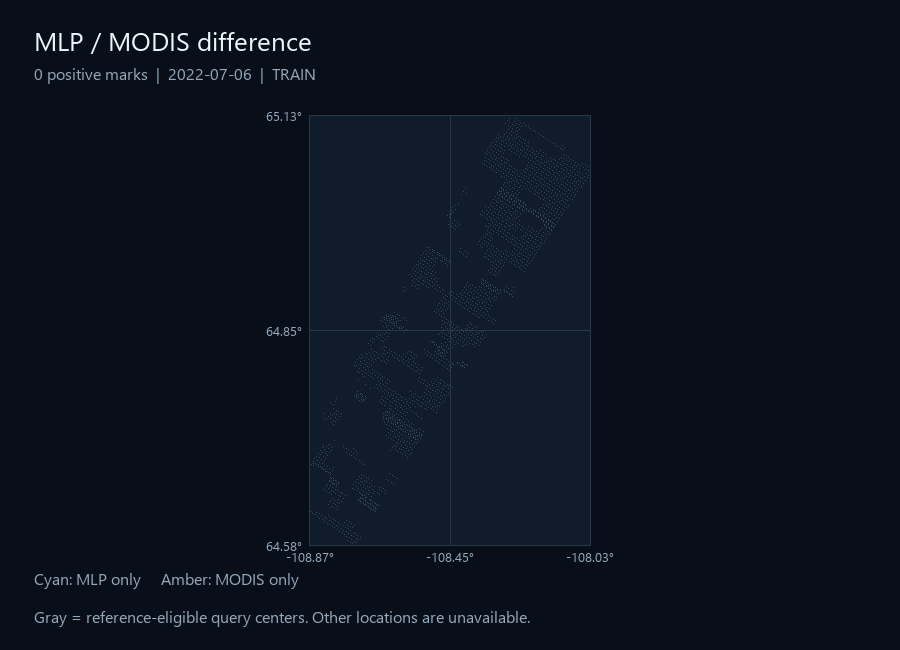 MLP / MODIS difference
0 positive marks | 2022-07-06 | TRAIN
65.13°
64.85°
64.58°
-108.87° -108.45° -108.03°
Cyan: MLP only Amber: MODIS only
Gray = reference-eligible query centers. Other locations are unavailable.